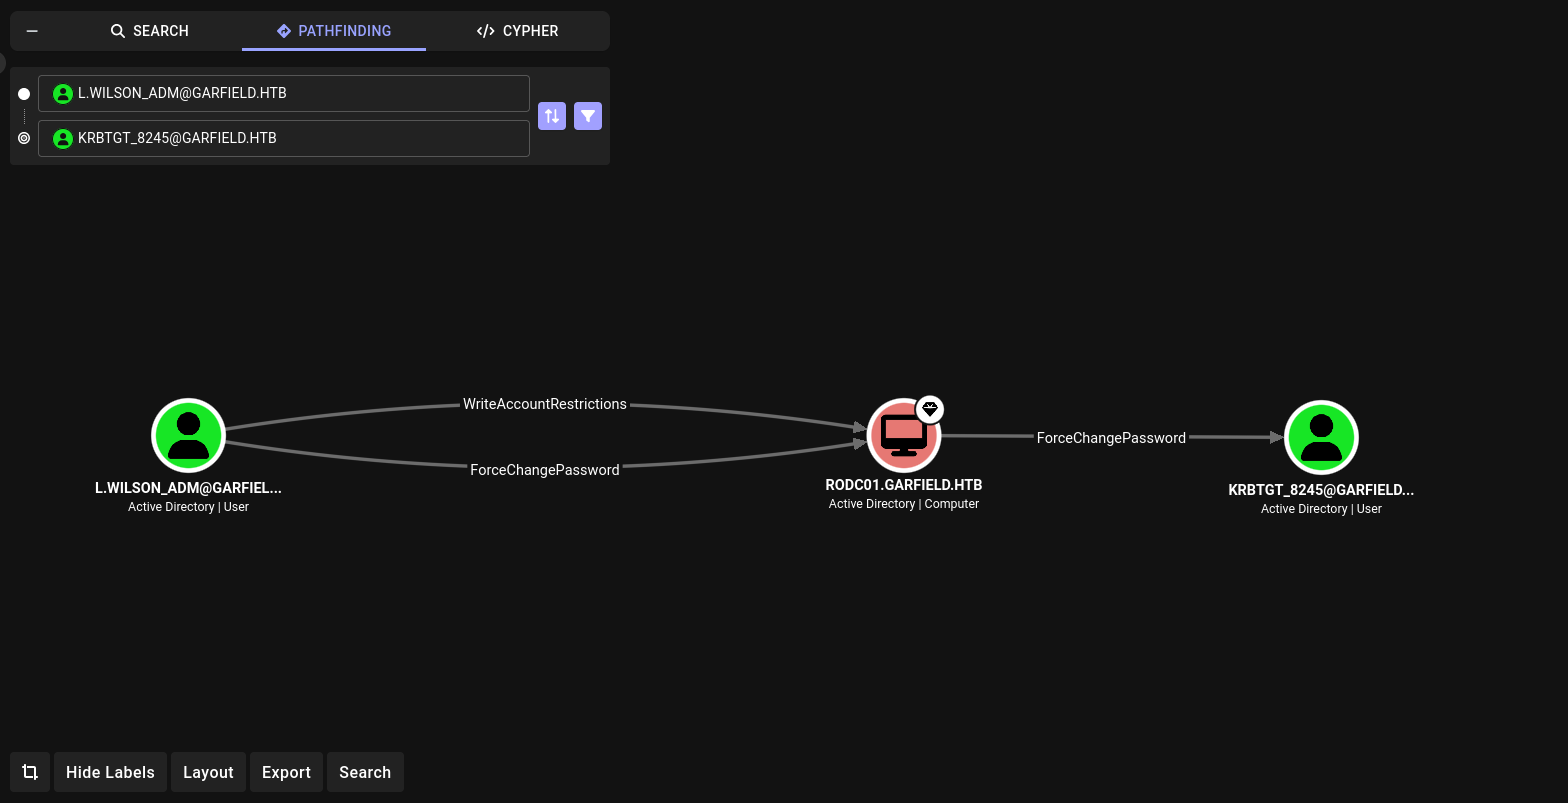 SEARCH
PATHFINDING
CYPHER
L.WILSON_ADM@GARFIELD.HTB
KRBTGT_8245@GARFIELD.HTB
WriteAccountRestrictions
ForceChangePassword
ForceChangePassword
L.WILSON_ADM@GARFIEL...
Active Directory | User
RODC01.GARFIELD.HTB
Active Directory | Computer
KRBTGT_8245@GARFIELD...
Active Directory | User
Hide Labels
Layout
Export
Search